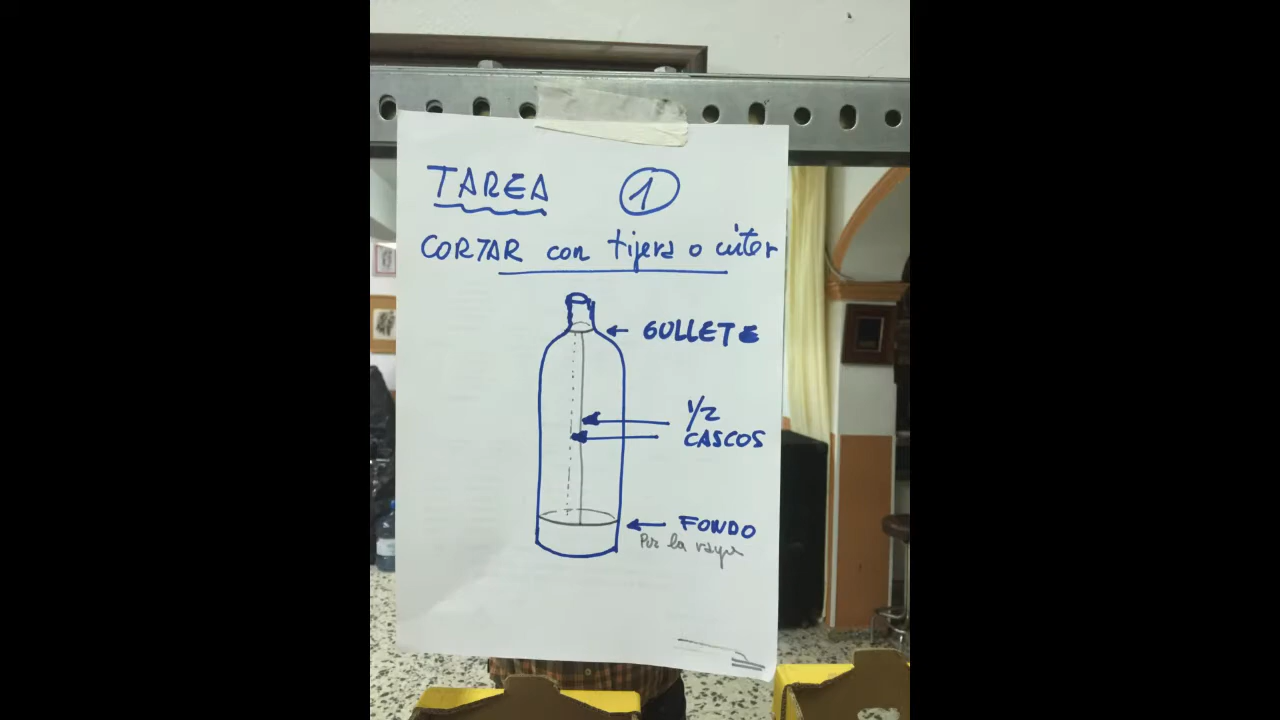 TAREA 1
CORTAR con tijera o cúter
GOLLETE
1/2
CASCOS
FONDO
Por la raya